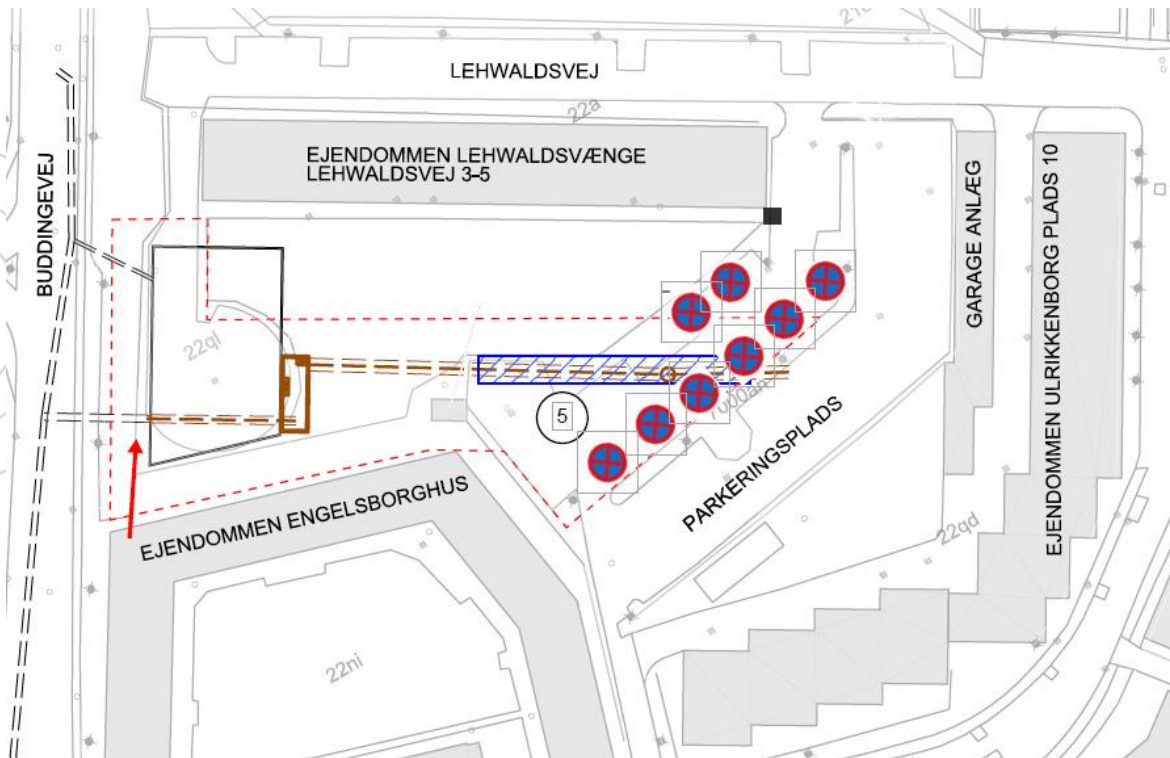 LEHWALDSVEJ
22a
EJENDOMMEN LEHWALDSVÆNGE
LEHWALDSVEJ 3-5
BUDDINGEVEJ
GARAGE ANLÆG
EJENDOMMEN ULRIKKENBORG PLADS 10
22ql
5
7000an
PARKERINGSPLADS
EJENDOMMEN ENGELSBORGHUS
22qd
22ni